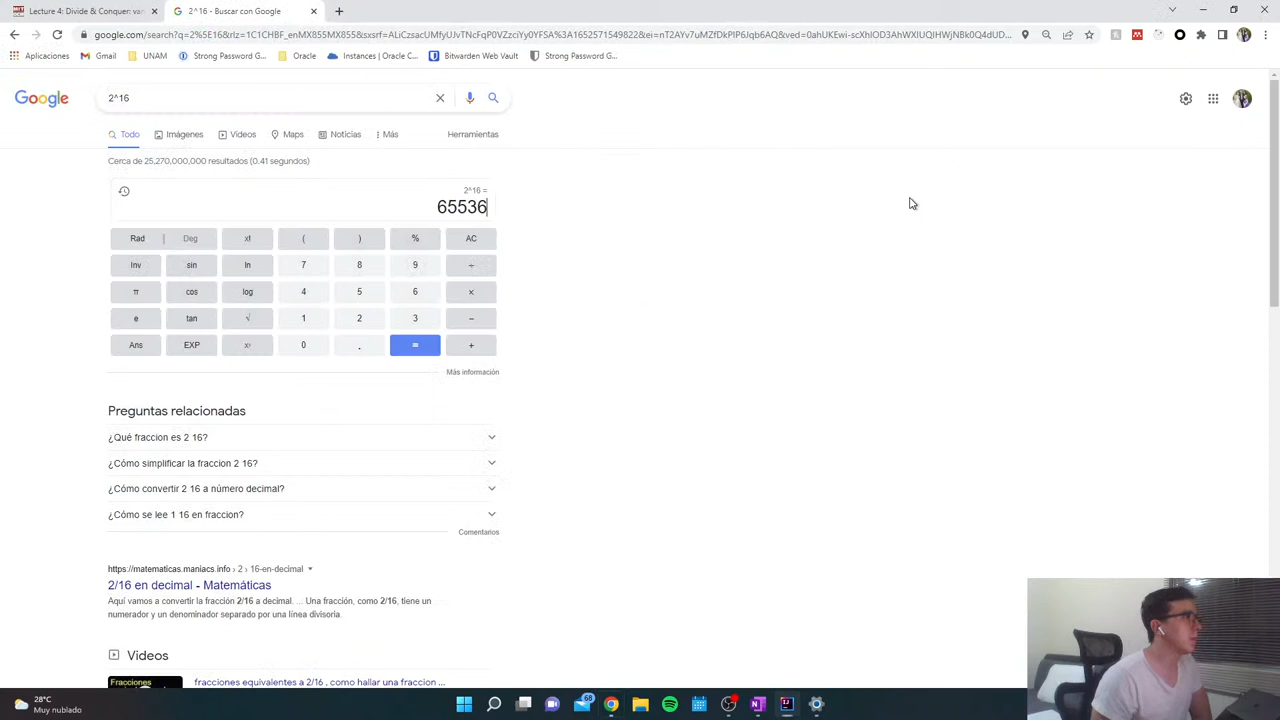 Lecture 4: Divide & Conquer: va
2^16 - Buscar con Google
Aplicaciones
Gmail
UNAM
Strong Password G...
Oracle
Instances | Oracle C...
Bitwarden Web Vault
Strong Password G...
Google
2^16
Todo
Imágenes
Videos
Maps
Noticias
Más
Herramientas
Cerca de 25,270,000,000 resultados (0.41 segundos)
2^16 =
65536
Rad | Deg x! ( ) % AC
Inv sin ln 7 8 9 ÷
π cos log 4 5 6 ×
e tan √ 1 2 3 −
Ans EXP xʸ 0 . = +
Más información
Preguntas relacionadas
¿Qué fraccion es 2 16?
¿Cómo simplificar la fraccion 2 16?
¿Cómo convertir 2 16 a número decimal?
¿Cómo se lee 1 16 en fraccion?
Comentarios
https://matematicas.maniacs.info › 2 › 16-en-decimal
2/16 en decimal - Matemáticas
Aquí vamos a convertir la fracción 2/16 a decimal. ... Una fracción, como 2/16, tiene un
numerador y un denominador separado por una línea divisoria.
Videos
Fracciones
fracciones equivalentes a 2/16 , como hallar una fraccion ...
28°C
Muy nublado
68